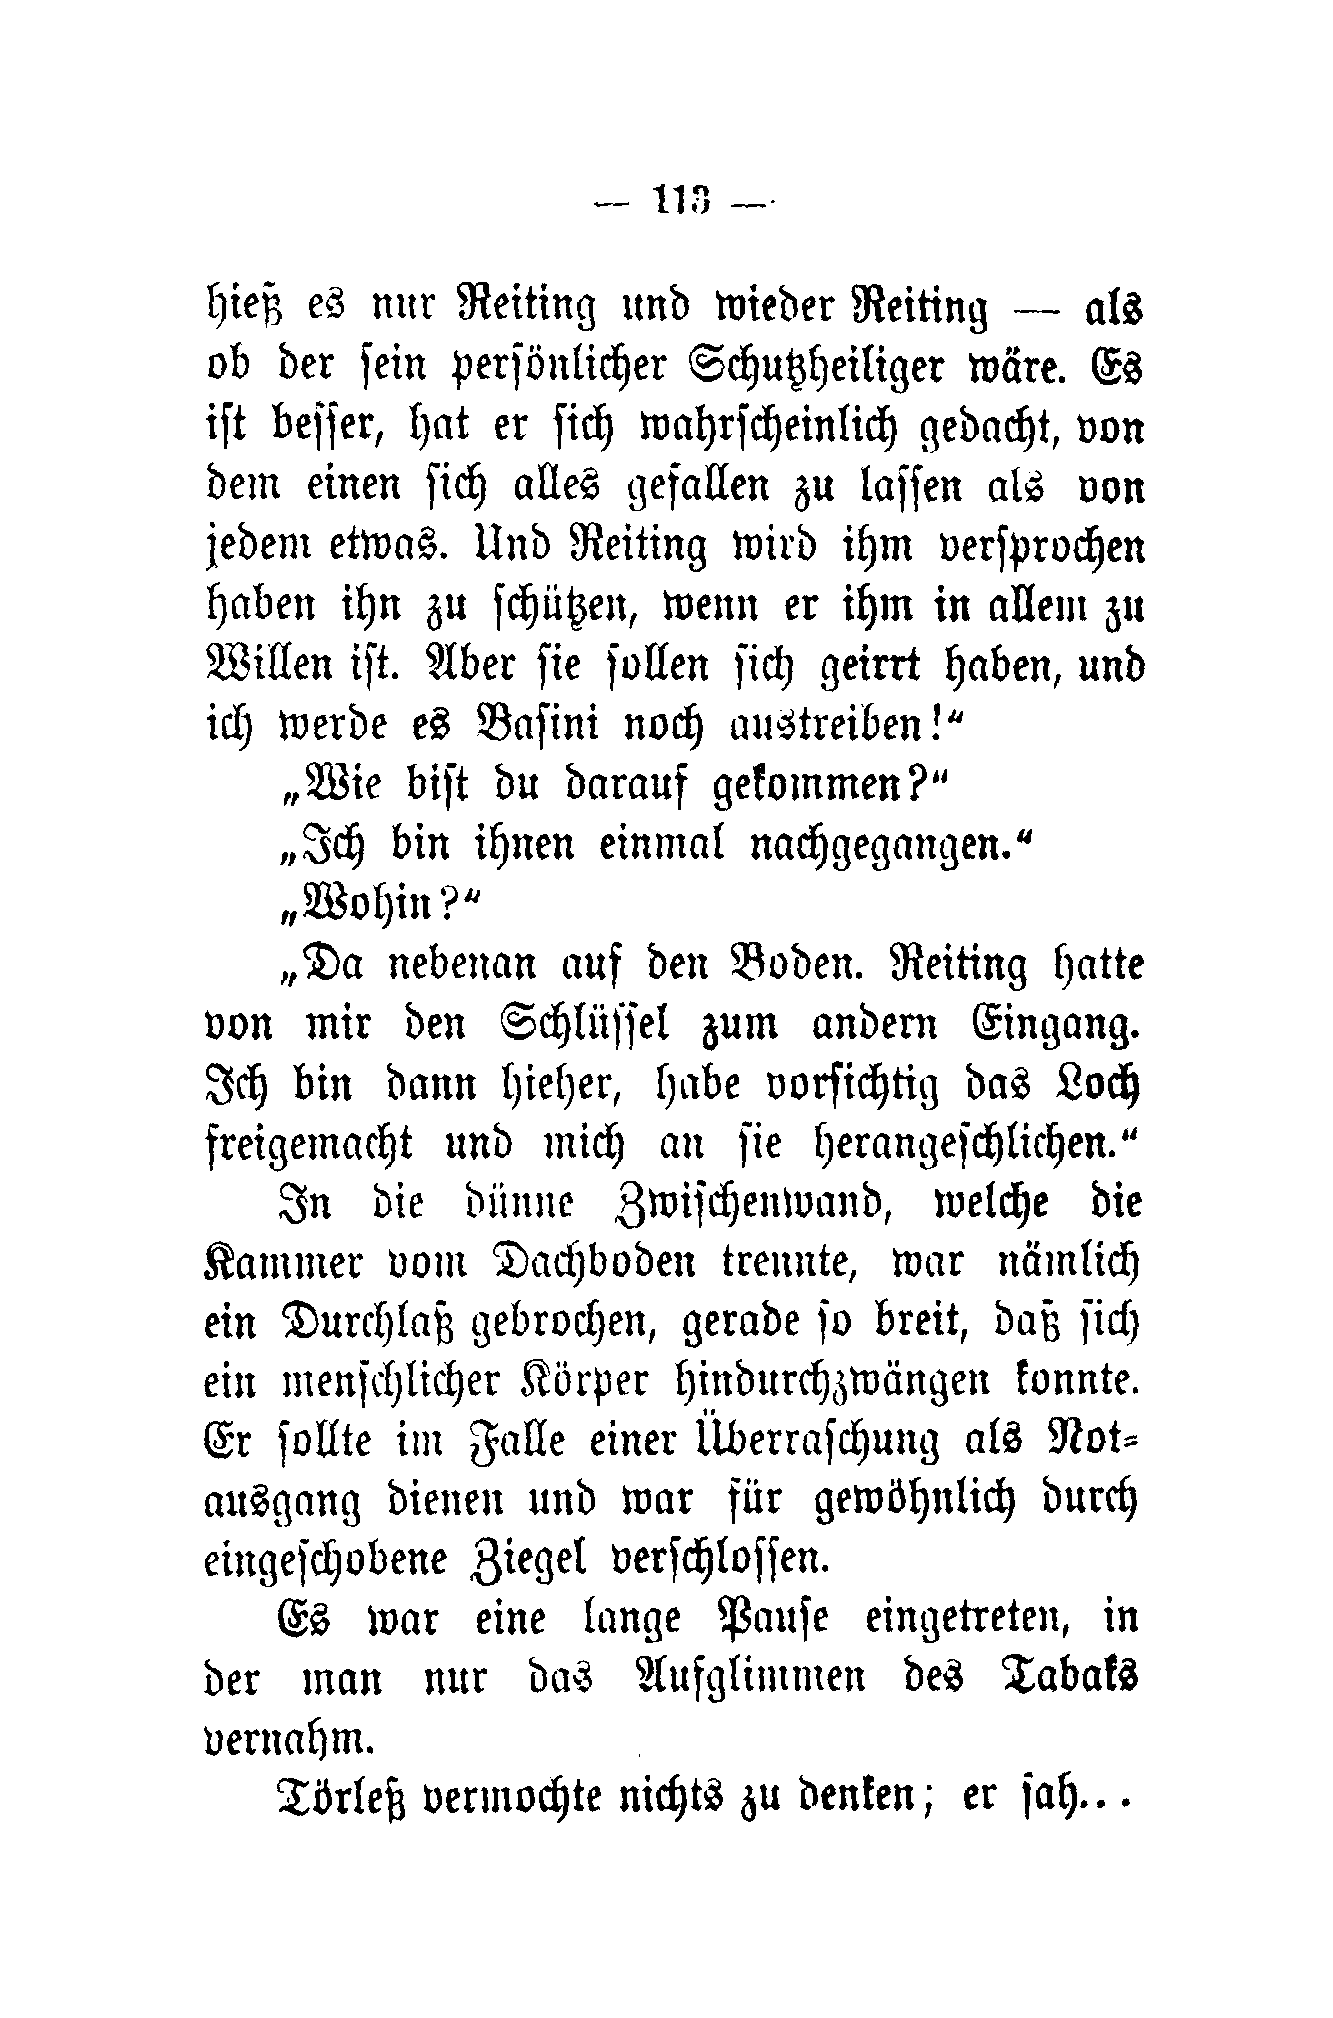 — 113 —
hieß es nur Reiting und wieder Reiting — als
ob der sein persönlicher Schutzheiliger wäre. Es
ist besser, hat er sich wahrscheinlich gedacht, von
dem einen sich alles gefallen zu lassen als von
jedem etwas. Und Reiting wird ihm versprochen
haben ihn zu schützen, wenn er ihm in allem zu
Willen ist. Aber sie sollen sich geirrt haben, und
ich werde es Basini noch austreiben!“
„Wie bist du darauf gekommen?“
„Ich bin ihnen einmal nachgegangen.“
„Wohin?“
„Da nebenan auf den Boden. Reiting hatte
von mir den Schlüssel zum andern Eingang.
Ich bin dann hieher, habe vorsichtig das Loch
freigemacht und mich an sie herangeschlichen.“
In die dünne Zwischenwand, welche die
Kammer vom Dachboden trennte, war nämlich
ein Durchlaß gebrochen, gerade so breit, daß sich
ein menschlicher Körper hindurchzwängen konnte.
Er sollte im Falle einer Überraschung als Not-
ausgang dienen und war für gewöhnlich durch
eingeschobene Ziegel verschlossen.
Es war eine lange Pause eingetreten, in
der man nur das Aufglimmen des Tabaks
vernahm.
Törleß vermochte nichts zu denken; er sah...